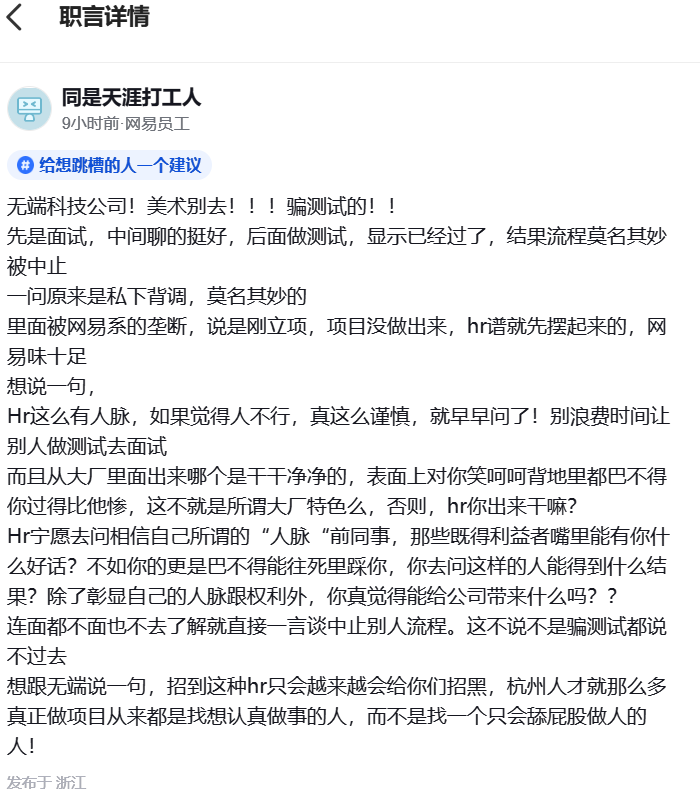 职言详情
同是天涯打工人
9小时前·网易员工
# 给想跳槽的人一个建议
无端科技公司！美术别去！！！骗测试的！！
先是面试，中间聊的挺好，后面做测试，显示已经过了，结果流程莫名其妙
被中止
一问原来是私下背调，莫名其妙的
里面被网易系的垄断，说是刚立项，项目没做出来，hr谱就先摆起来的，网
易味十足
想说一句，
Hr这么有人脉，如果觉得人不行，真这么谨慎，就早早问了！别浪费时间让
别人做测试去面试
而且从大厂里面出来哪个是干干净净的，表面上对你笑呵呵背地里都巴不得
你过得比他惨，这不就是所谓大厂特色么，否则，hr你出来干嘛？
Hr宁愿去问相信自己所谓的“人脉“前同事，那些既得利益者嘴里能有你什
么好话？不如你的更是巴不得能往死里踩你，你去问这样的人能得到什么结
果？除了彰显自己的人脉跟权利外，你真觉得能给公司带来什么吗？？
连面都不面也不去了解就直接一言谈中止别人流程。这不说不是骗测试都说
不过去
想跟无端说一句，招到这种hr只会越来越会给你们招黑，杭州人才就那么多
真正做项目从来都是找想认真做事的人，而不是找一个只会舔屁股做人的
人！
发布于 浙江